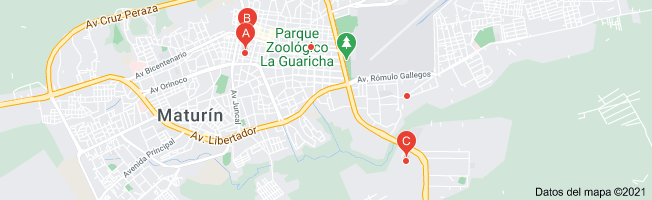 Av Cruz Peraza
B
A
Parque
Zoológico
La Guaricha
Av Bicentenario
Av Orinoco
Av. Rómulo Gallegos
Av Juncal
Maturín
Av. Libertador
Avenida Principal
C
Datos del mapa ©2021